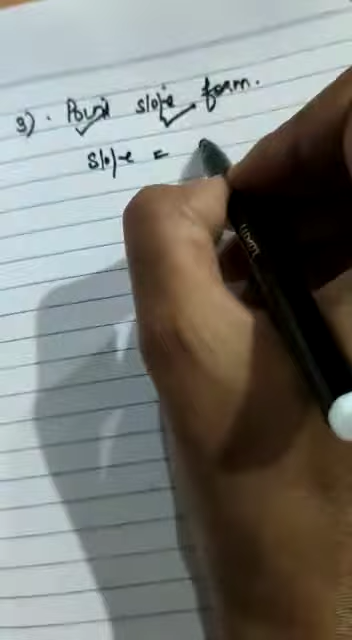 3). Point slope form.
slope =